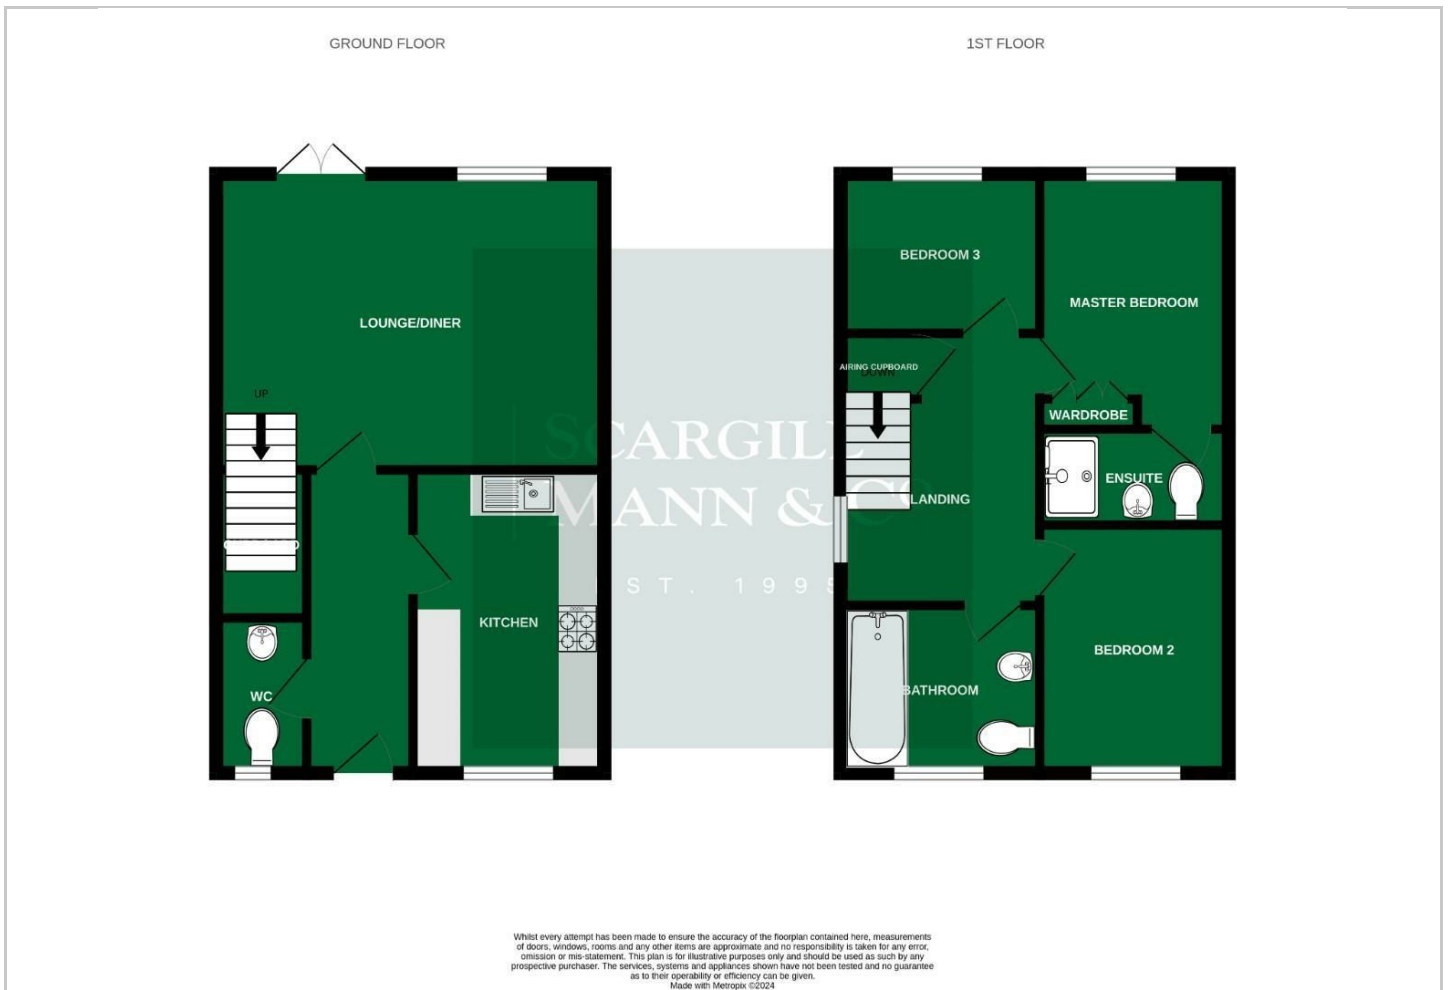 GROUND FLOOR
1ST FLOOR
BEDROOM 3
MASTER BEDROOM
LOUNGE/DINER
AIRING CUPBOARD
DOWN
UP
WARDROBE
SCARGILL
MANN & CO
EST. 1995
ENSUITE
LANDING
KITCHEN
BEDROOM 2
WC
BATHROOM
Whilst every attempt has been made to ensure the accuracy of the floorplan contained here, measurements
of doors, windows, rooms and any other items are approximate and no responsibility is taken for any error,
omission or mis-statement. This plan is for illustrative purposes only and should be used as such by any
prospective purchaser. The services, systems and appliances shown have not been tested and no guarantee
as to their operability or efficiency can be given.
Made with Metropix ©2024